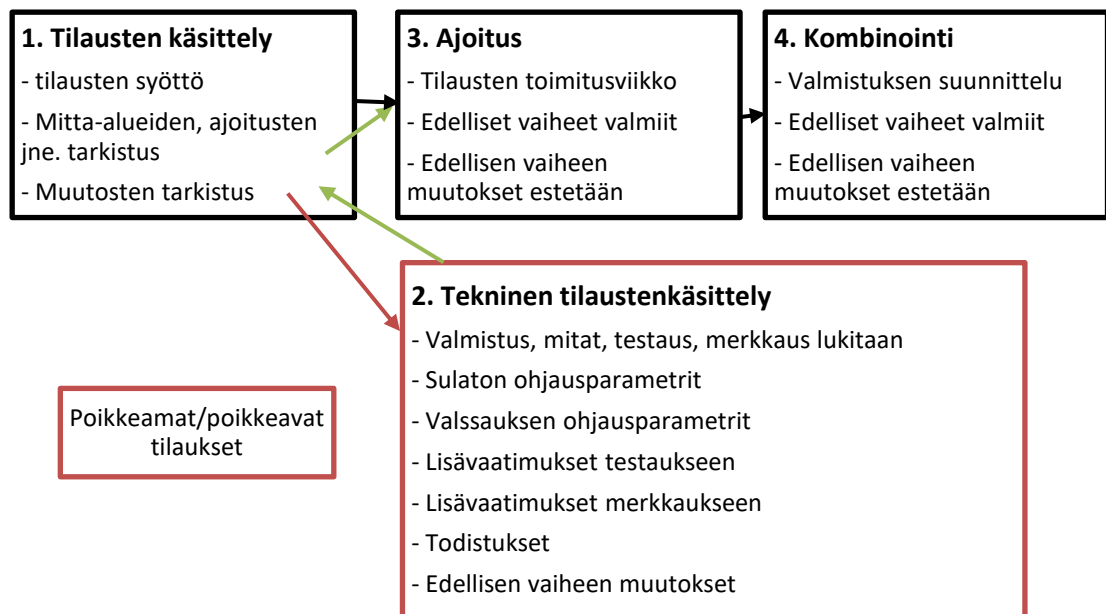 1. Tilausten käsittely
- tilausten syöttö
- Mitta-alueiden, ajoitusten
jne. tarkistus
- Muutosten tarkistus
3. Ajoitus
- Tilausten toimitusviikko
- Edelliset vaiheet valmiit
- Edellisen vaiheen
muutokset estetään
4. Kombinointi
- Valmistuksen suunnittelu
- Edelliset vaiheet valmiit
- Edellisen vaiheen
muutokset estetään
2. Tekninen tilaustenkäsittely
- Valmistus, mitat, testaus, merkkaus lukitaan
- Sulaton ohjausparametrit
- Valssauksen ohjausparametrit
- Lisävaatimukset testaukseen
- Lisävaatimukset merkkaukseen
- Todistukset
- Edellisen vaiheen muutokset
Poikkeamat/poikkeavat
tilaukset